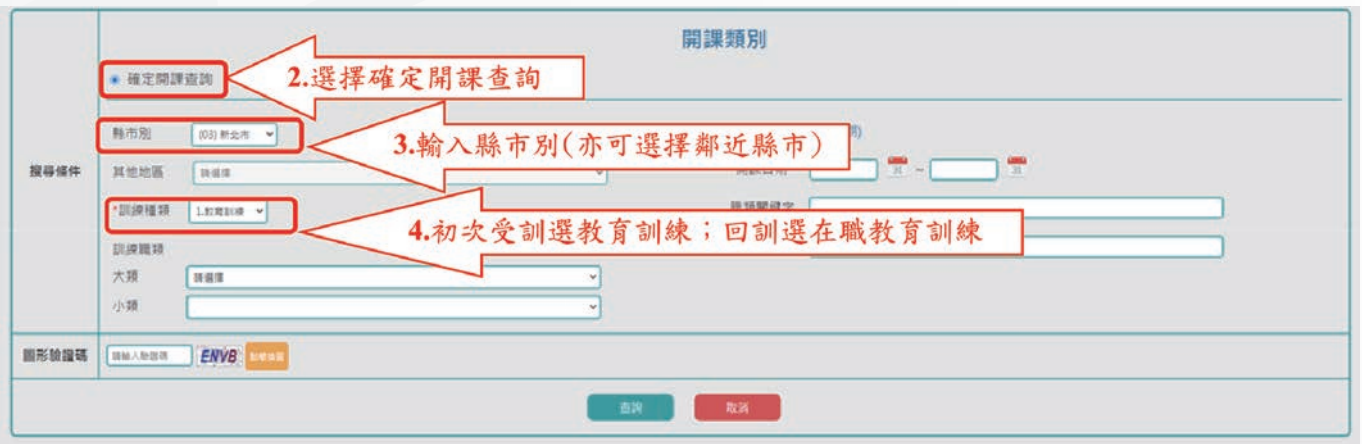 開課類別
確定開課查詢
2.選擇確定開課查詢
縣市別
(03) 新北市
3.輸入縣市別(亦可選擇鄰近縣市)
搜尋條件
其他地區
請選擇
~
*訓練種類
1.教育訓練
4.初次受訓選教育訓練；回訓選在職教育訓練
訓練職類
大類
請選擇
小類
圖形驗證碼
請輸入驗證碼
ENVB
查詢
取消